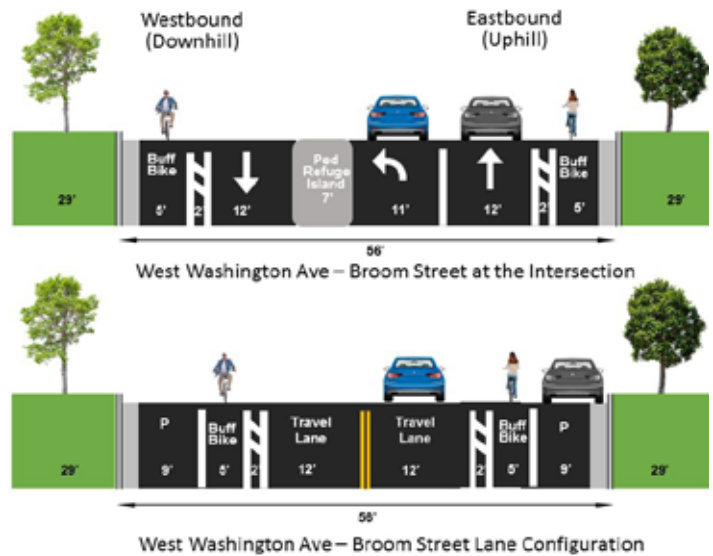 Westbound
(Downhill)
Eastbound
(Uphill)
Buff
Bike
Ped
Refuge
Island
7'
Buff
Bike
29'
5'
2'
12'
11'
12'
2'
5'
29'
56'
West Washington Ave – Broom Street at the Intersection
P
Buff
Bike
Travel
Lane
Travel
Lane
Buff
Bike
P
29'
9'
5'
2'
12'
12'
2'
5'
9'
29'
56'
West Washington Ave – Broom Street Lane Configuration